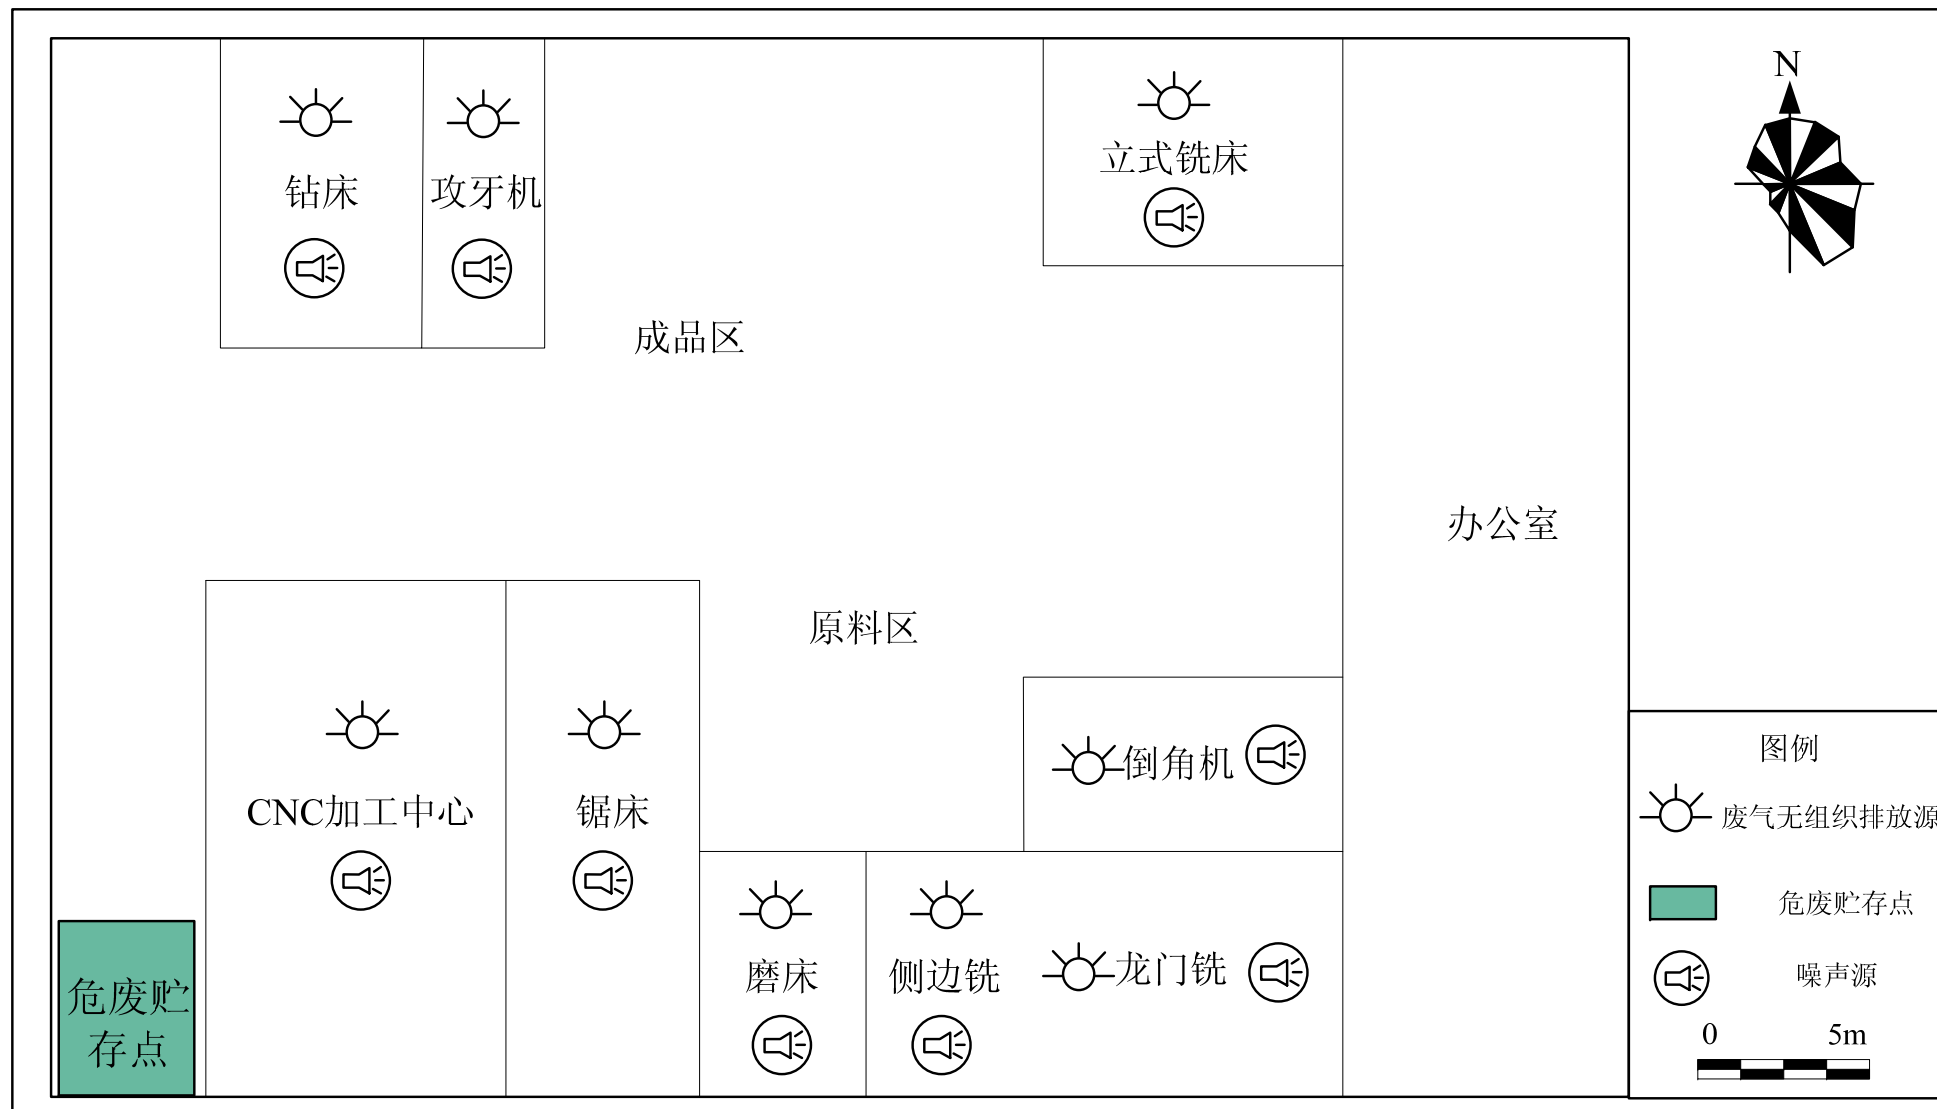 N
钻床
攻牙机
立式铣床
成品区
办公室
原料区
CNC加工中心
锯床
倒角机
磨床
侧边铣
龙门铣
危废贮
存点
图例
废气无组织排放源
危废贮存点
噪声源
0 5m